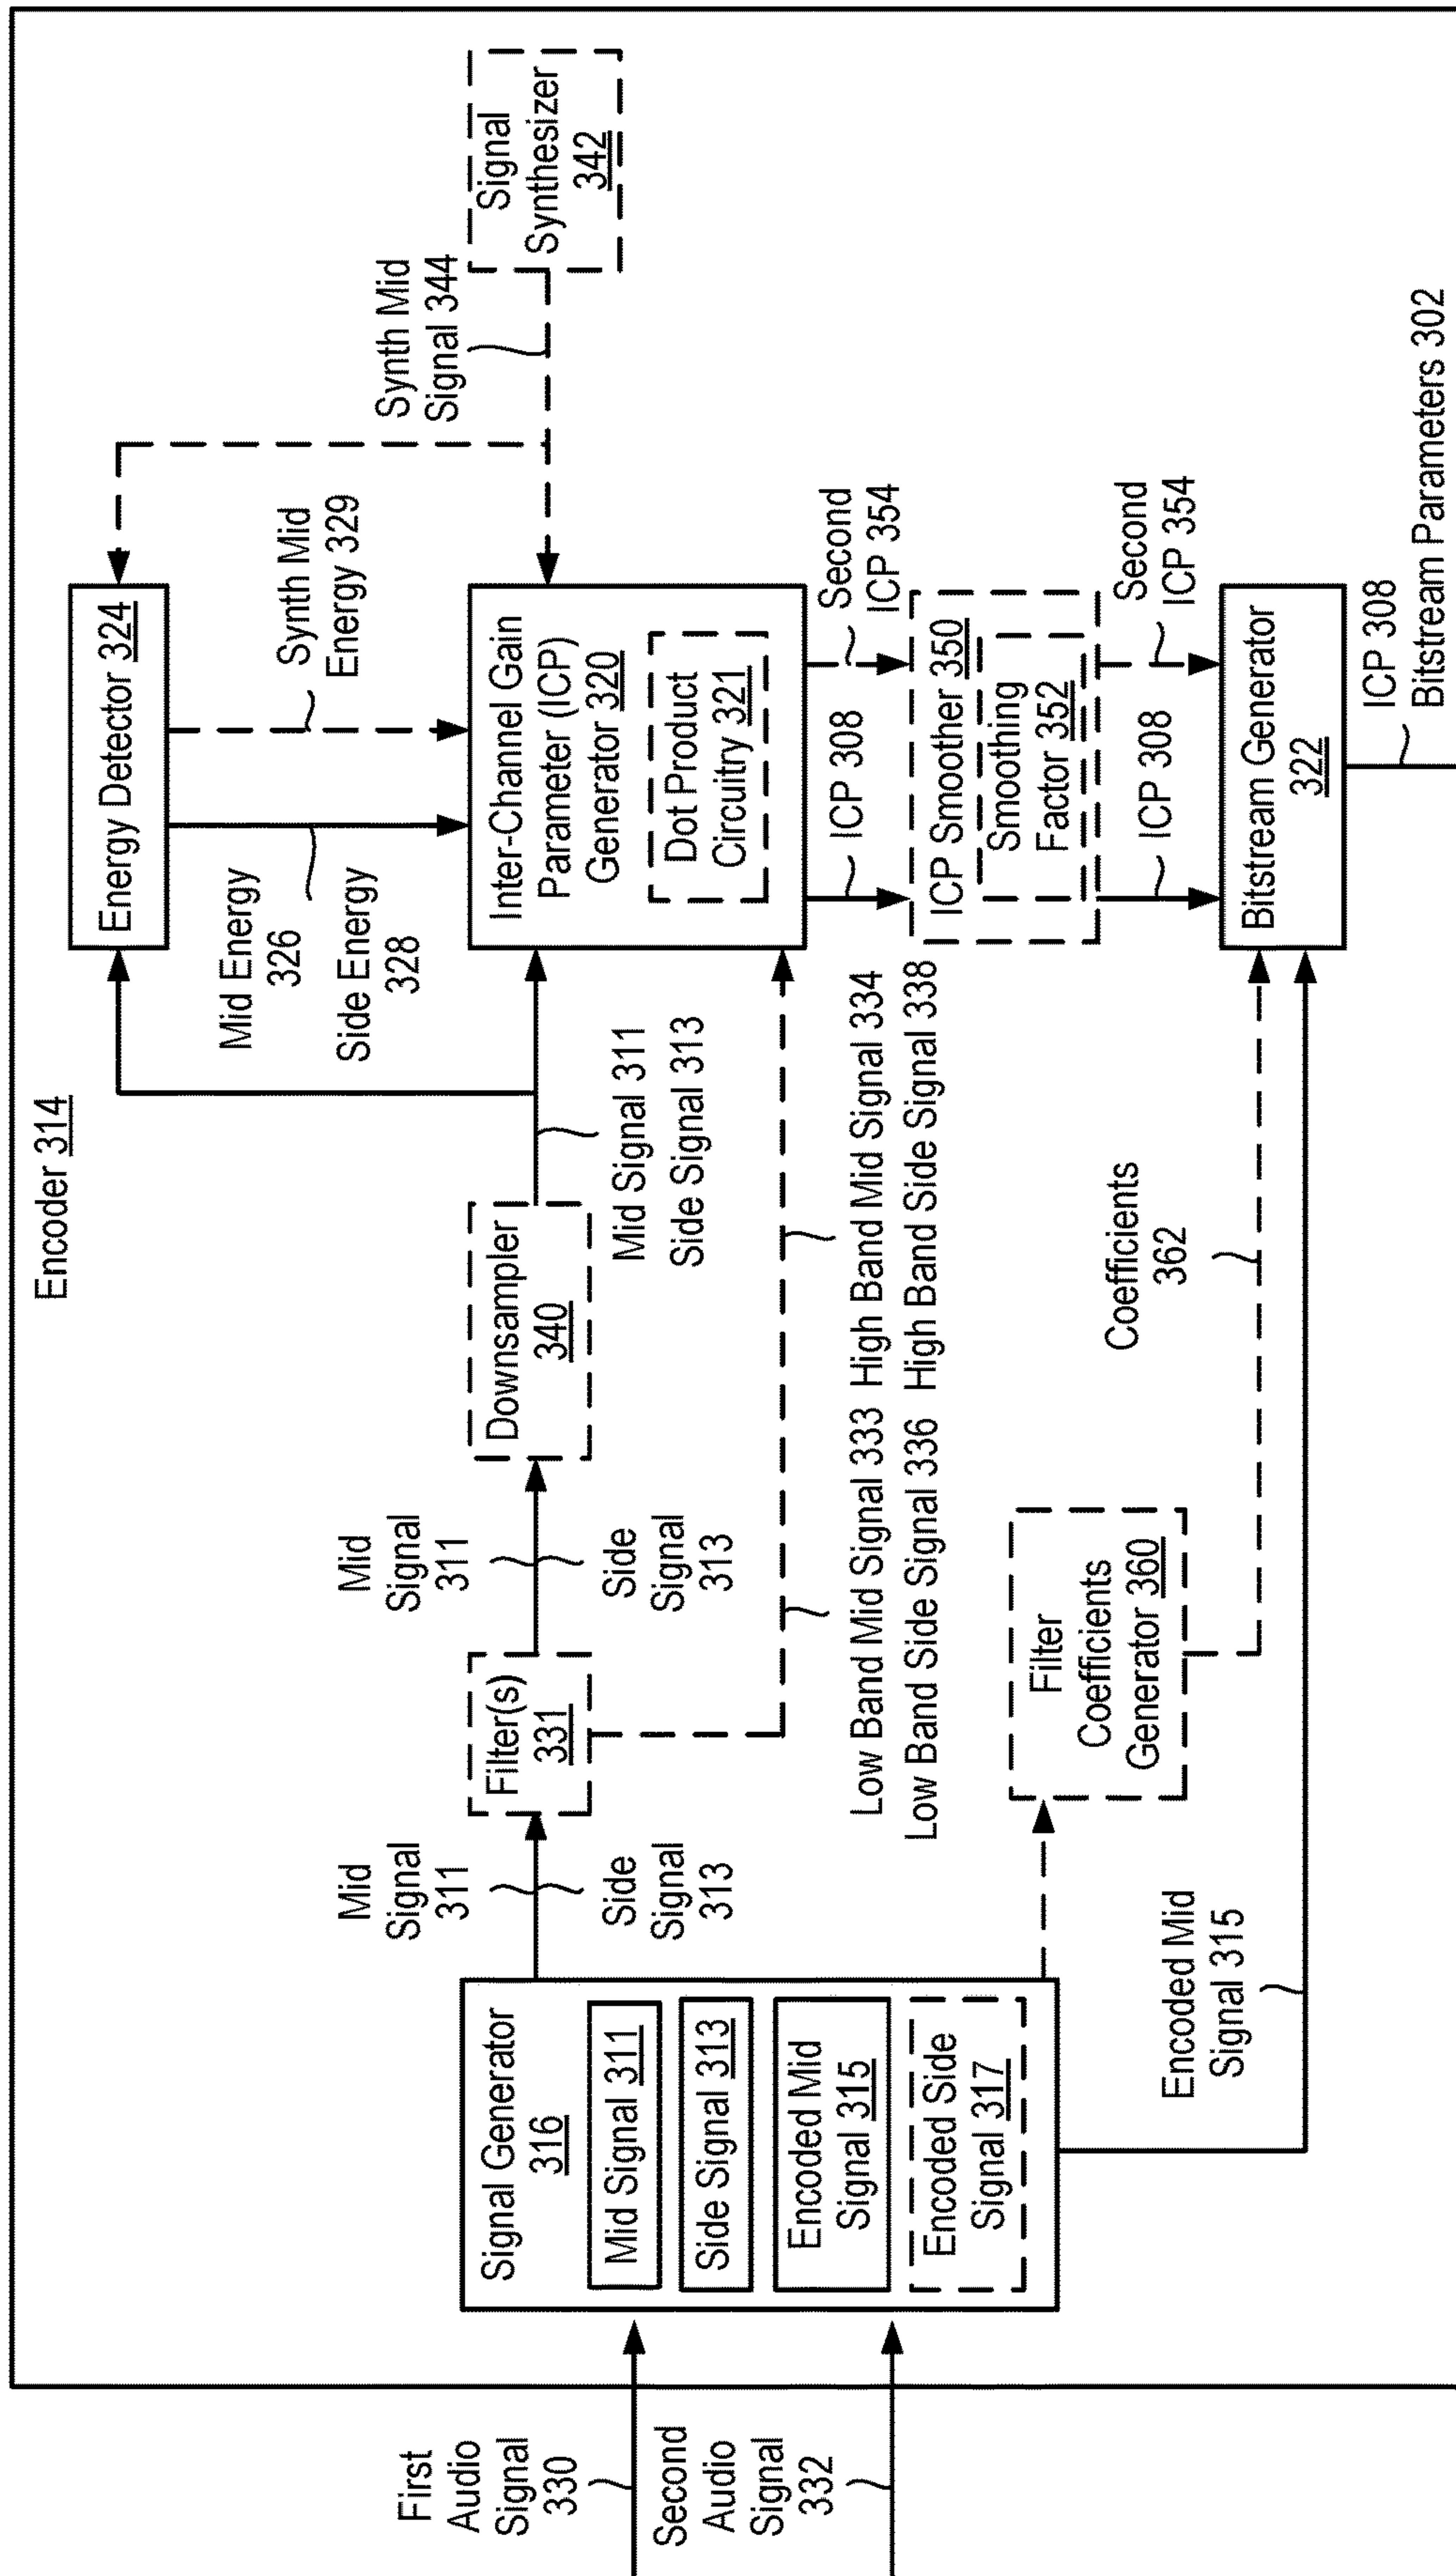 Encoder 314
First
Audio
Signal
330
Second
Audio
Signal
332
Signal Generator
316
Mid Signal 311
Side Signal 313
Encoded Mid
Signal 315
Encoded Side
Signal 317
Mid
Signal
311
Side
Signal
313
Filter(s)
331
Mid
Signal
311
Side
Signal
313
Downsampler
340
Mid Signal 311
Side Signal 313
Low Band Mid Signal 333 High Band Mid Signal 334
Low Band Side Signal 336 High Band Side Signal 338
Energy Detector 324
Mid Energy
326
Side Energy
328
Synth Mid
Energy 329
Synth Mid
Signal 344
Signal
Synthesizer
342
Inter-Channel Gain
Parameter (ICP)
Generator 320
Dot Product
Circuitry 321
ICP 308
Second
ICP 354
ICP Smoother 350
Smoothing
Factor 352
ICP 308
Second
ICP 354
Filter
Coefficients
Generator 360
Coefficients
362
Encoded Mid
Signal 315
Bitstream Generator
322
ICP 308
Bitstream Parameters 302